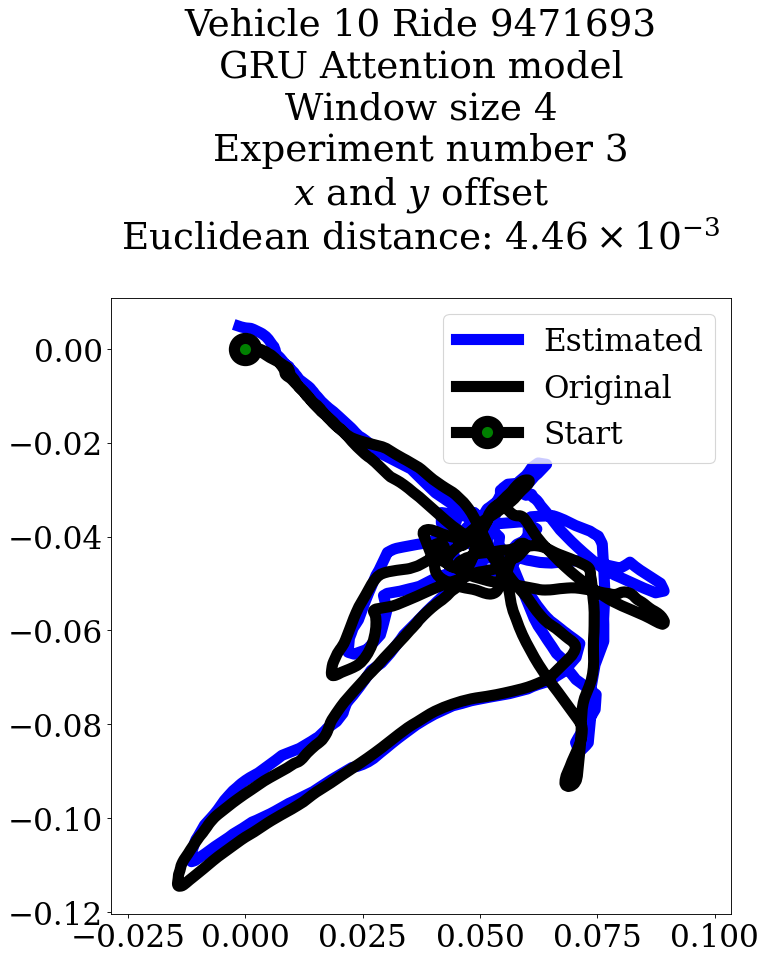 Vehicle 10 Ride 9471693
GRU Attention model
Window size 4
Experiment number 3
x and y offset
Euclidean distance: 4.46 × 10⁻³
Estimated
Original
Start
0.00
−0.02
−0.04
−0.06
−0.08
−0.10
−0.12
−0.025 0.000 0.025 0.050 0.075 0.100